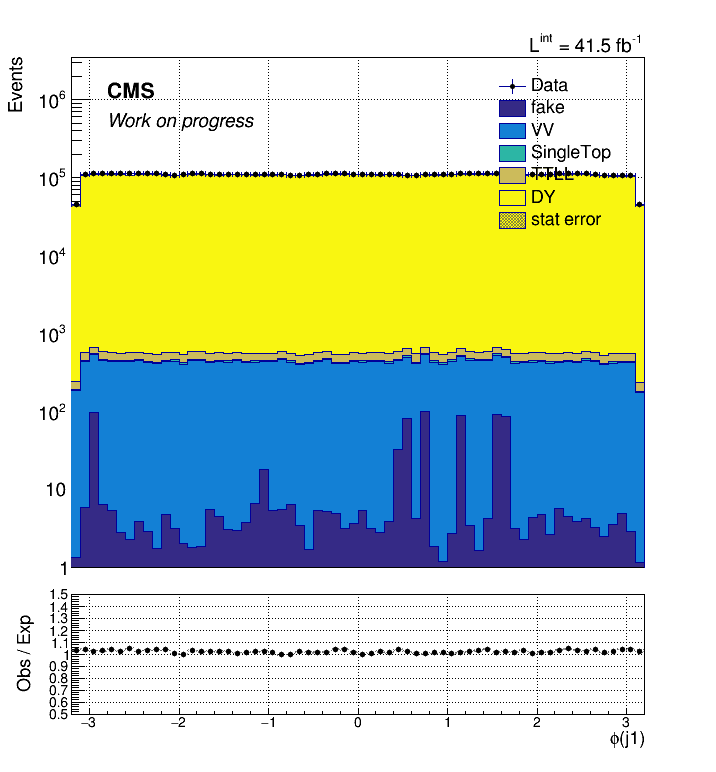 L^int = 41.5 fb^-1
Events
CMS
Work on progress
Data
fake
VV
SingleTop
TTLL
DY
stat error
10^6
10^5
10^4
10^3
10^2
10
1
Obs / Exp
1.5
1.4
1.3
1.2
1.1
1
0.9
0.8
0.7
0.6
0.5
−3 −2 −1 0 1 2 3
ϕ(j1)